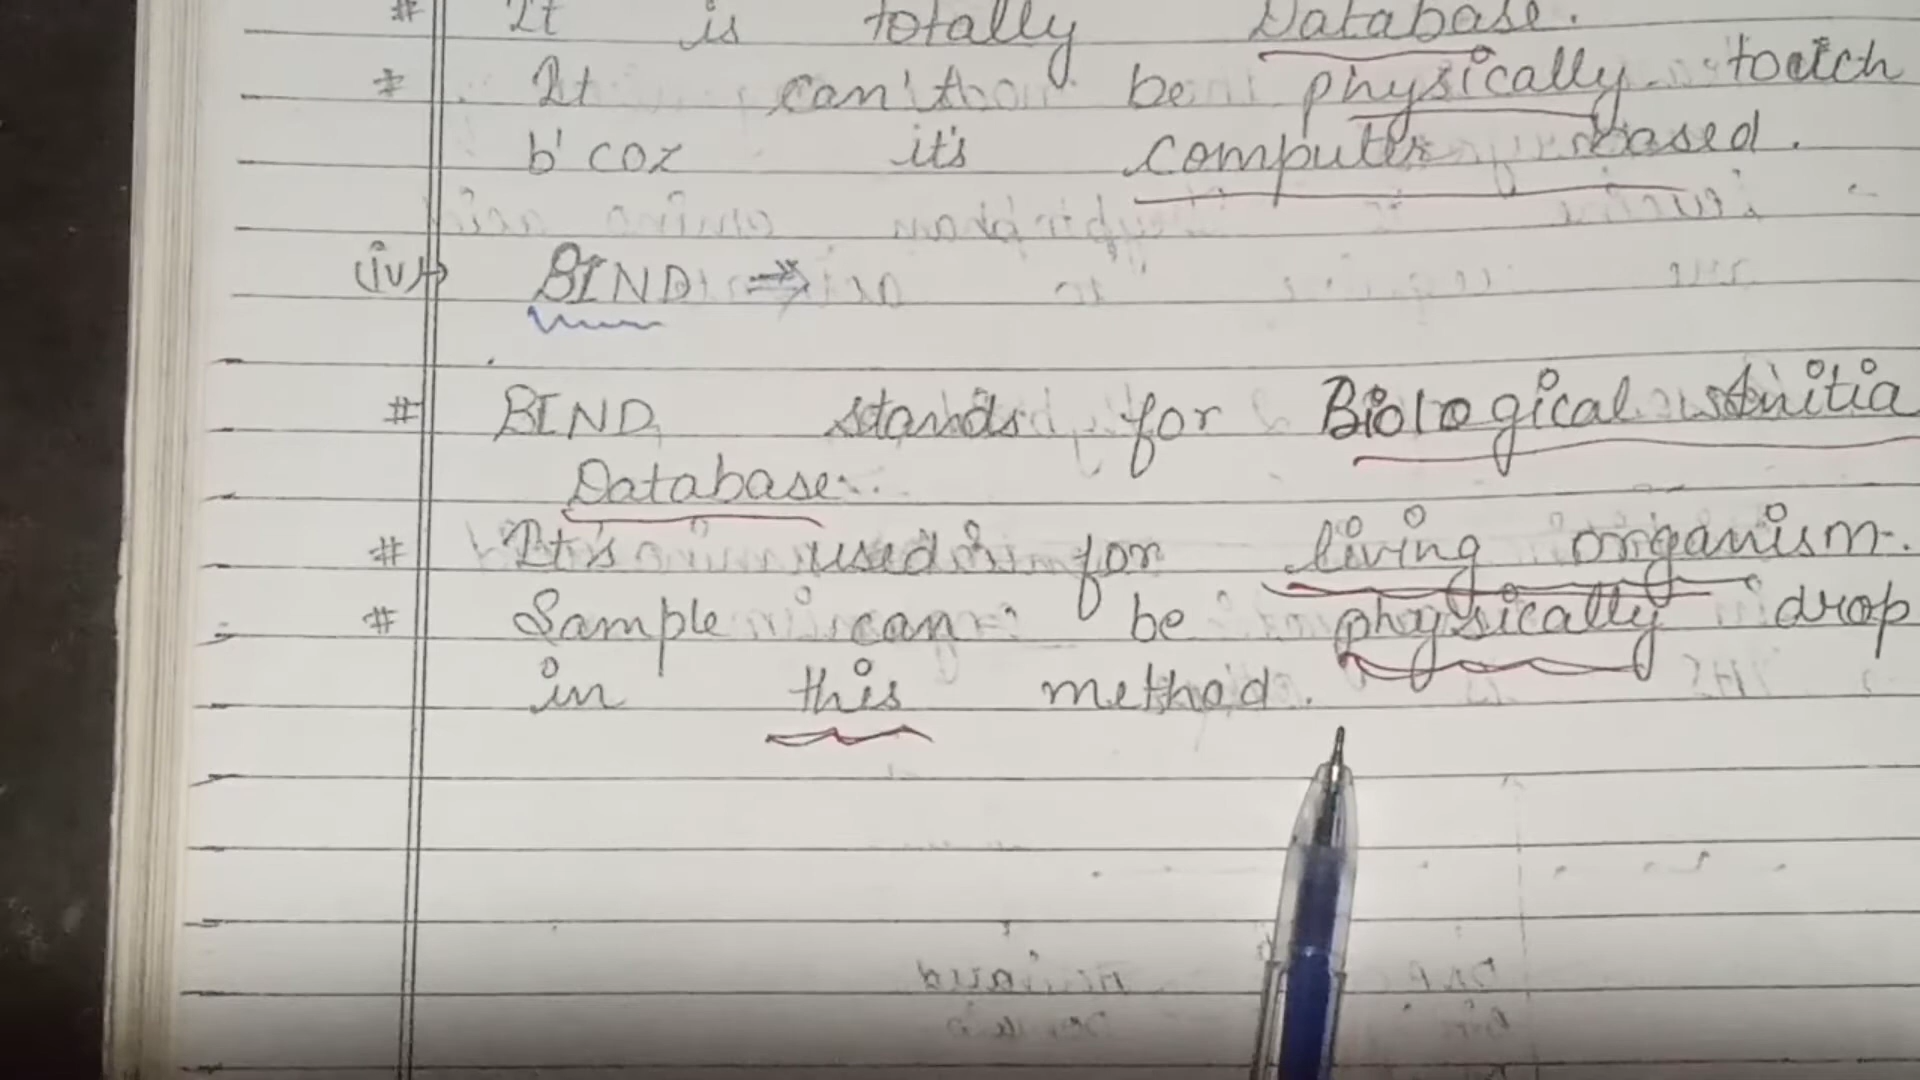 # It is totally Database.
# It can't be physically touch
b'coz it's computer based.
(iv) BIND ⇒
# BIND stands for Biological Initia
Database.
# It's used for living organism.
# Sample can be physically drop
in this method.